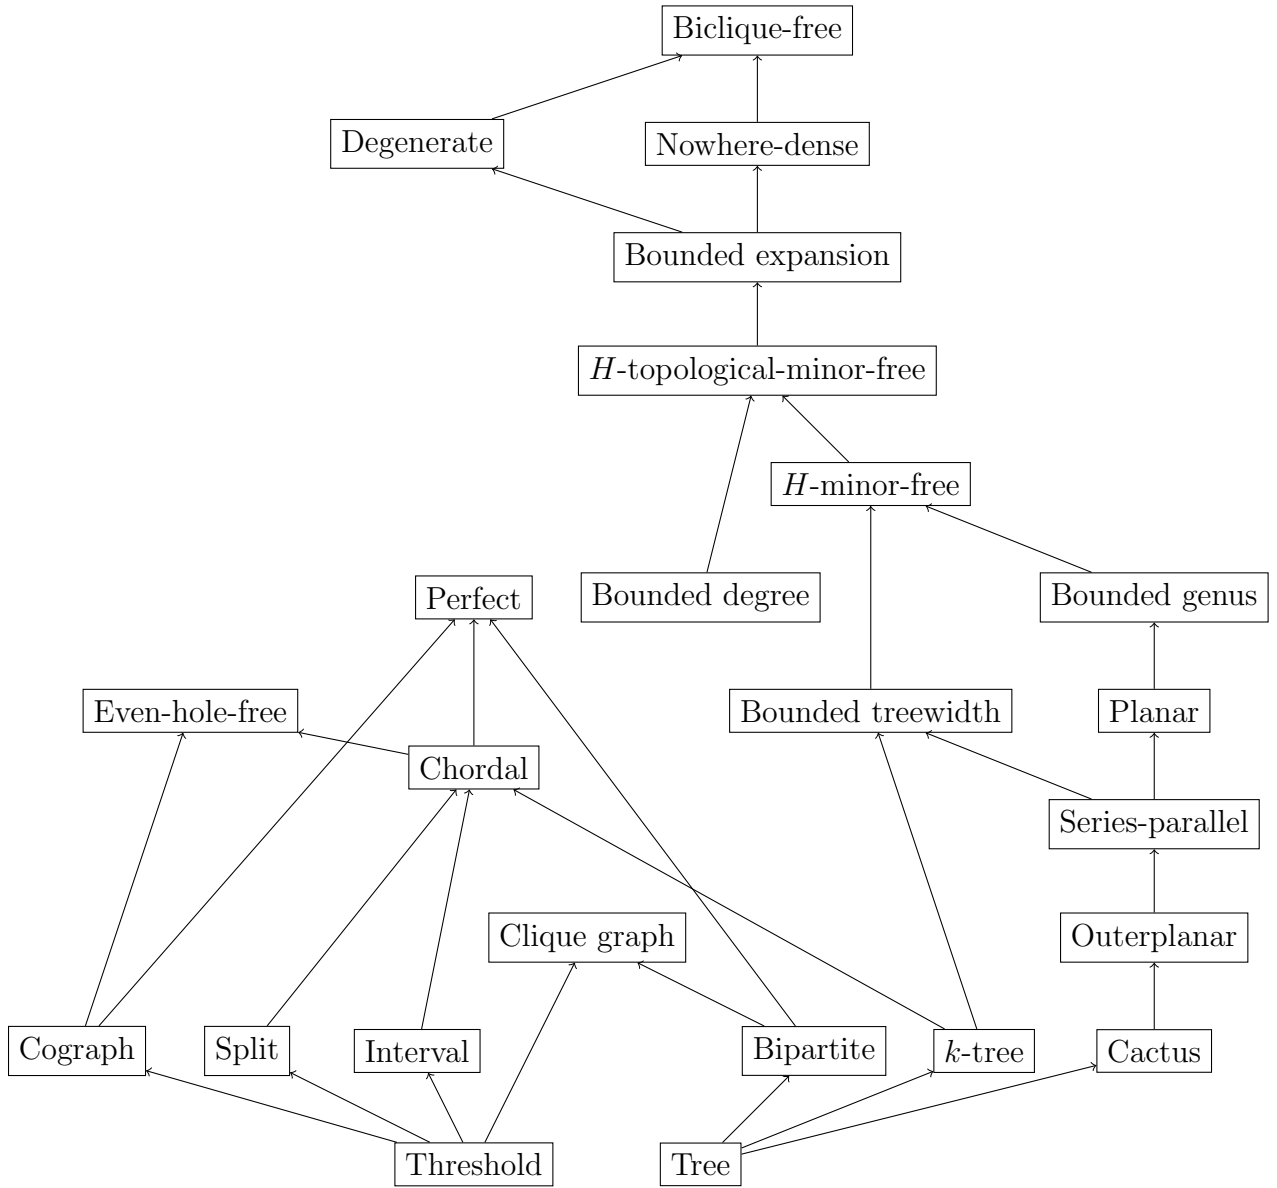 Biclique-free
Degenerate
Nowhere-dense
Bounded expansion
H-topological-minor-free
H-minor-free
Perfect
Bounded degree
Bounded genus
Even-hole-free
Bounded treewidth
Planar
Chordal
Series-parallel
Clique graph
Outerplanar
Cograph
Split
Interval
Bipartite
k-tree
Cactus
Threshold
Tree